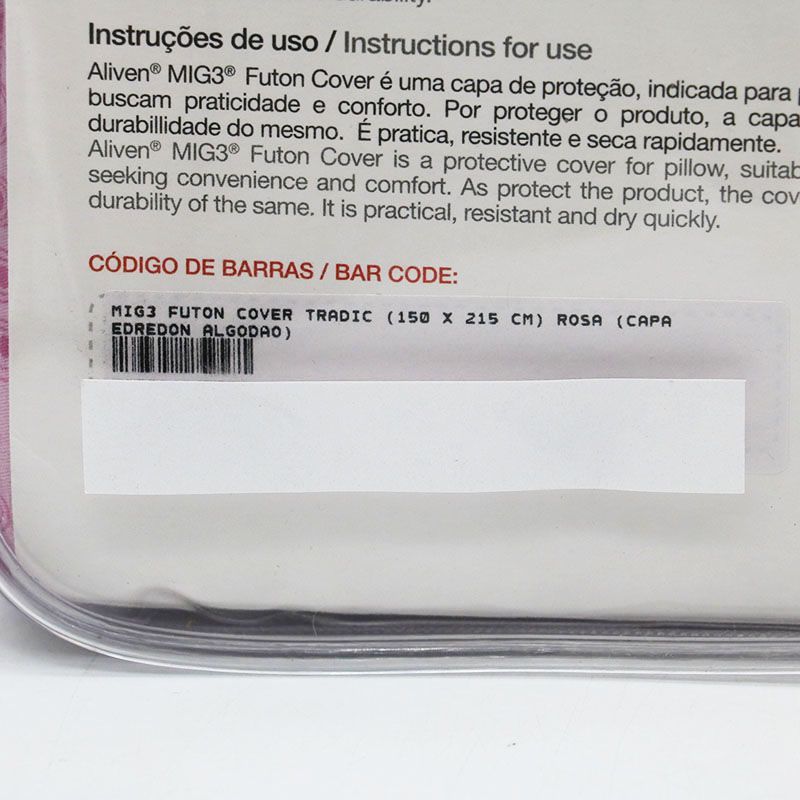 Instruções de uso / Instructions for use
Aliven® MIG3® Futon Cover é uma capa de proteção, indicada para
buscam praticidade e conforto. Por proteger o produto, a capa
durabillidade do mesmo. É pratica, resistente e seca rapidamente.
Aliven® MIG3® Futon Cover is a protective cover for pillow,
seeking convenience and comfort. As protect the product, the
durability of the same. It is practical, resistant and dry quickly.
CÓDIGO DE BARRAS / BAR CODE:
MIG3 FUTON COVER TRADIC (150 X 215 CM) ROSA (CAPA
EDREDON ALGODAO)